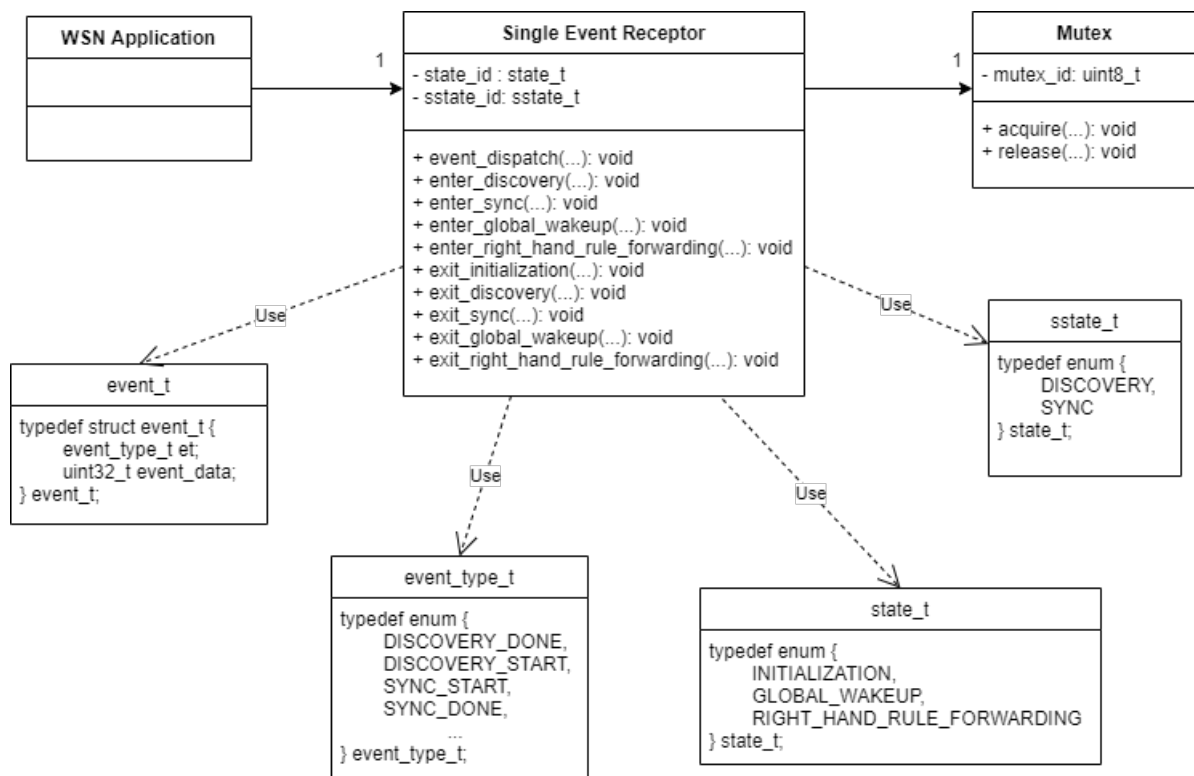 WSN Application
1
Single Event Receptor
- state_id : state_t
- sstate_id: sstate_t
+ event_dispatch(...): void
+ enter_discovery(...): void
+ enter_sync(...): void
+ enter_global_wakeup(...): void
+ enter_right_hand_rule_forwarding(...): void
+ exit_initialization(...): void
+ exit_discovery(...): void
+ exit_sync(...): void
+ exit_global_wakeup(...): void
+ exit_right_hand_rule_forwarding(...): void
1
Mutex
- mutex_id: uint8_t
+ acquire(...): void
+ release(...): void
Use
Use
Use
Use
event_t
typedef struct event_t {
event_type_t et;
uint32_t event_data;
} event_t;
event_type_t
typedef enum {
DISCOVERY_DONE,
DISCOVERY_START,
SYNC_START,
SYNC_DONE,
...
} event_type_t;
state_t
typedef enum {
INITIALIZATION,
GLOBAL_WAKEUP,
RIGHT_HAND_RULE_FORWARDING
} state_t;
sstate_t
typedef enum {
DISCOVERY,
SYNC
} state_t;